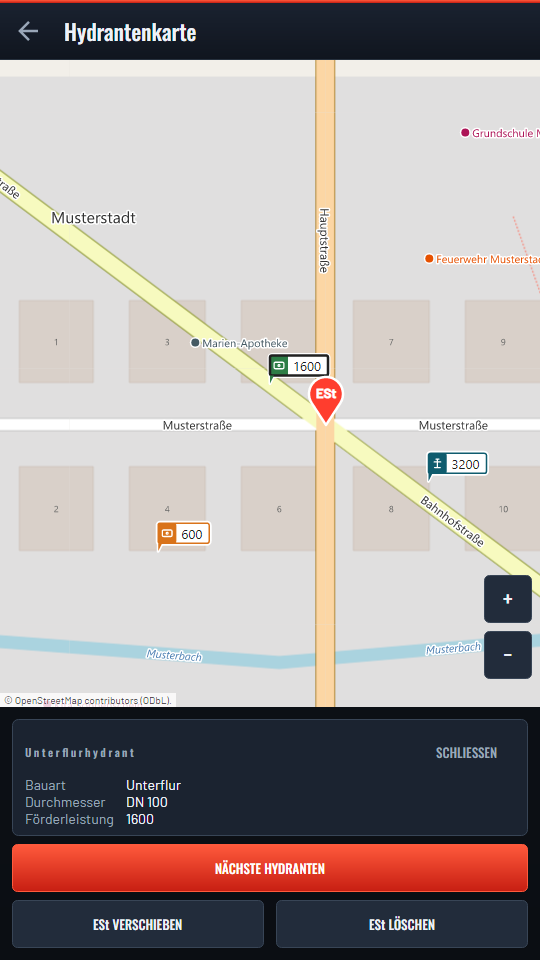 Hydrantenkarte
Grundschule M
raße
Musterstadt
Hauptstraße
Feuerwehr Mustersta
1
3
Marien-Apotheke
7
9
1600
ESt
Musterstraße
Musterstraße
3200
2
4
6
8
Bahnhofstraße
10
600
+
Musterbach
Musterbach
−
© OpenStreetMap contributors (ODbL).
Unterflurhydrant
SCHLIESSEN
Bauart Unterflur
Durchmesser DN 100
Förderleistung 1600
NÄCHSTE HYDRANTEN
ESt VERSCHIEBEN
ESt LÖSCHEN